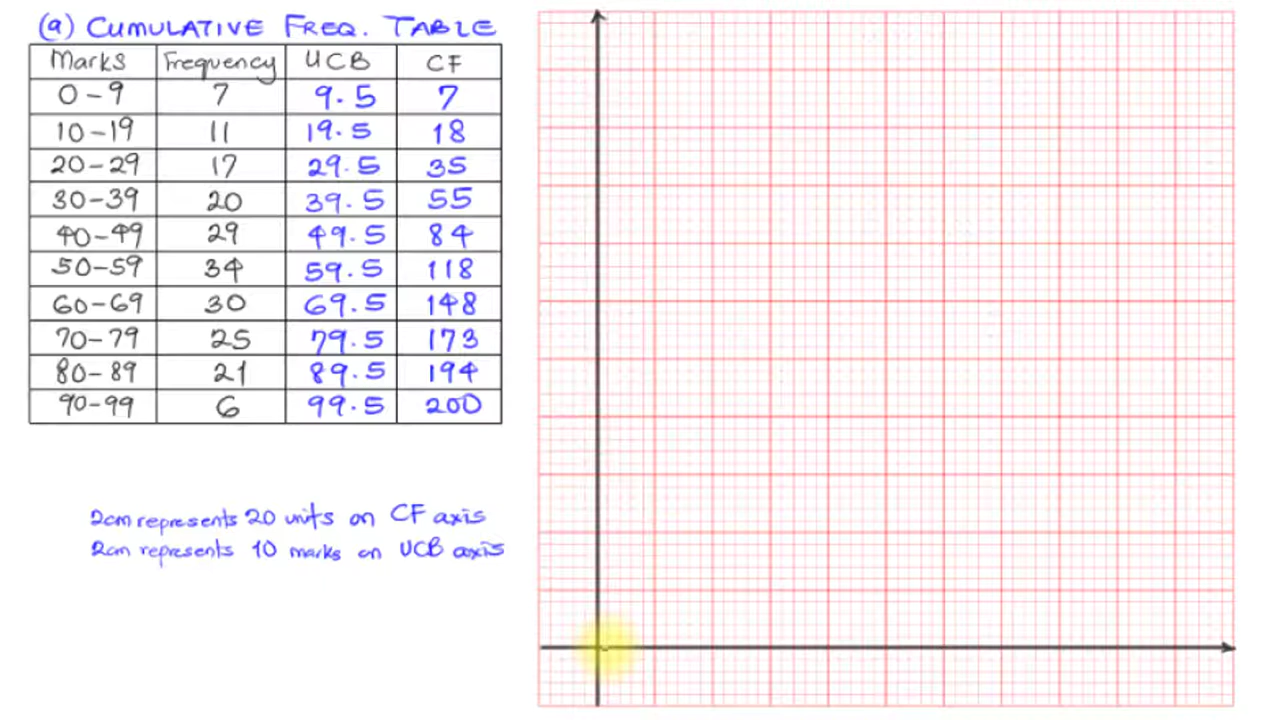 (a) CUMULATIVE FREQ. TABLE
Marks Frequency UCB CF
0-9 7 9.5 7
10-19 11 19.5 18
20-29 17 29.5 35
30-39 20 39.5 55
40-49 29 49.5 84
50-59 34 59.5 118
60-69 30 69.5 148
70-79 25 79.5 173
80-89 21 89.5 194
90-99 6 99.5 200
2cm represents 20 units on CF axis
2cm represents 10 marks on UCB axis